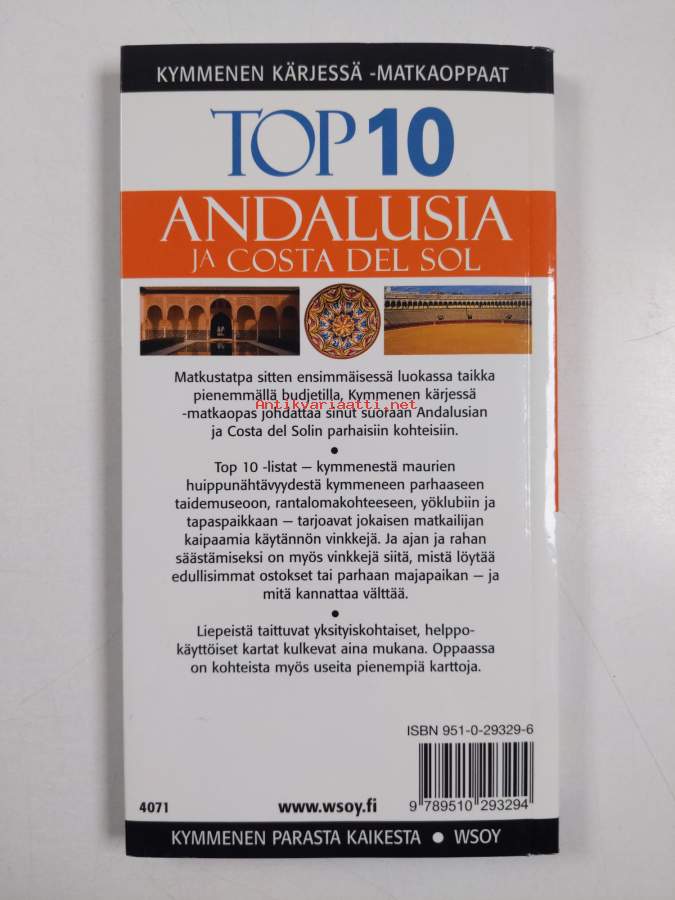 KYMMENEN KÄRJESSÄ -MATKAOPPAAT
TOP 10
ANDALUSIA
JA COSTA DEL SOL
Matkustatpa sitten ensimmäisessä luokassa taikka
pienemmällä budjetilla, Kymmenen kärjessä
-matkaopas johdattaa sinut suoraan Andalusian
ja Costa del Solin parhaisiin kohteisiin.
Antikvariaatti.net
•
Top 10 -listat – kymmenestä maurien
huippunähtävyydestä kymmeneen parhaaseen
taidemuseoon, rantalomakohteeseen, yöklubiin ja
tapaspaikkaan – tarjoavat jokaisen matkailijan
kaipaamia käytännön vinkkejä. Ja ajan ja rahan
säästämiseksi on myös vinkkejä siitä, mistä löytää
edullisimmat ostokset tai parhaan majapaikan – ja
mitä kannattaa välttää.
•
Liepeistä taittuvat yksityiskohtaiset, helppo-
käyttöiset kartat kulkevat aina mukana. Oppaassa
on kohteista myös useita pienempiä karttoja.
ISBN 951-0-29329-6
4071
www.wsoy.fi
9 789510 293294
KYMMENEN PARASTA KAIKESTA • WSOY